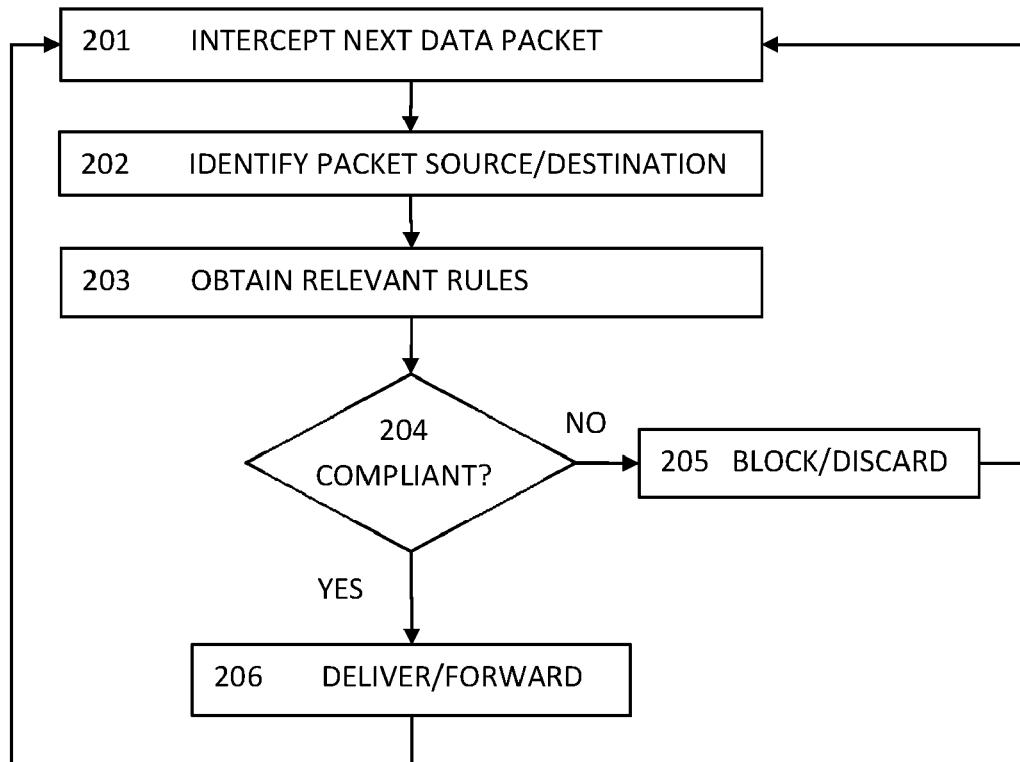 201 INTERCEPT NEXT DATA PACKET
202 IDENTIFY PACKET SOURCE/DESTINATION
203 OBTAIN RELEVANT RULES
204
COMPLIANT?
NO
205 BLOCK/DISCARD
YES
206 DELIVER/FORWARD